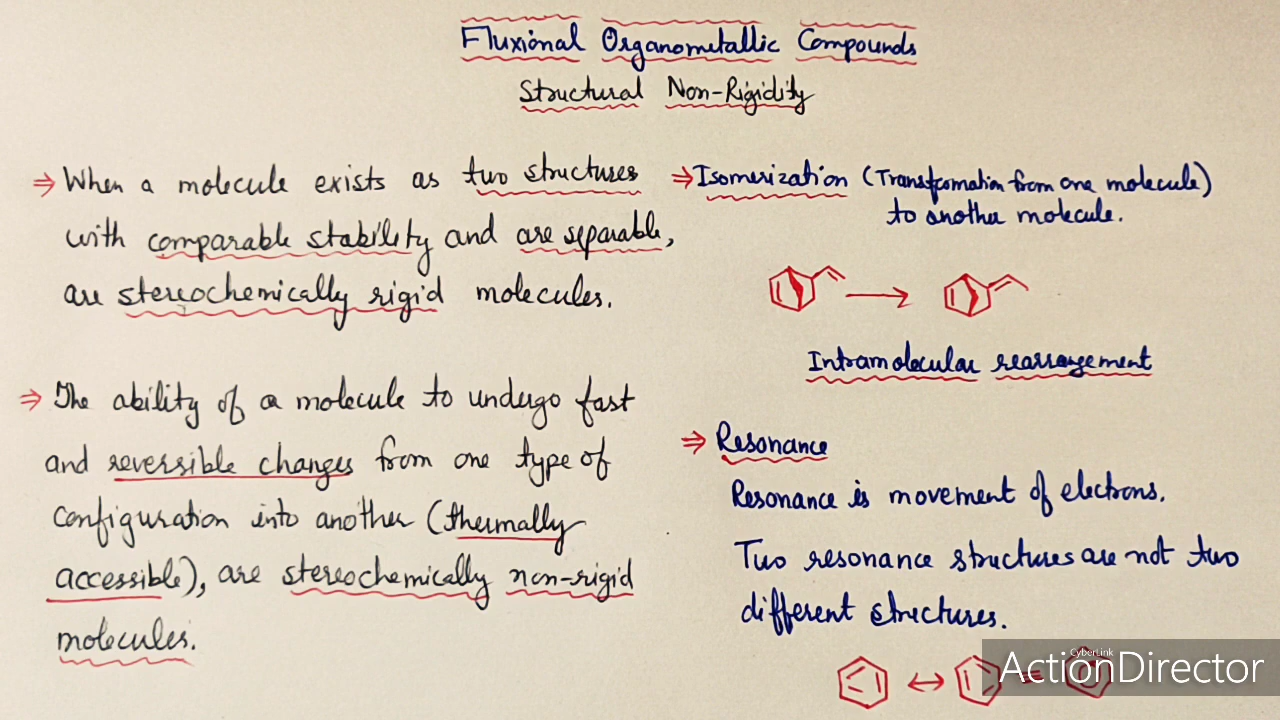 Fluxional Organometallic Compounds
Structural Non-Rigidity
⇒ When a molecule exists as two structures
with comparable stability and are separable,
are stereochemically rigid molecules.
⇒ The ability of a molecule to undergo fast
and reversible changes from one type of
configuration into another (thermally
accessible), are stereochemically non-rigid
molecules.
⇒ Isomerization (Transformation from one molecule)
to another molecule.
Intramolecular rearrangement
⇒ Resonance
Resonance is movement of electrons.
Two resonance structures are not two
different structures.
CyberLink
ActionDirector